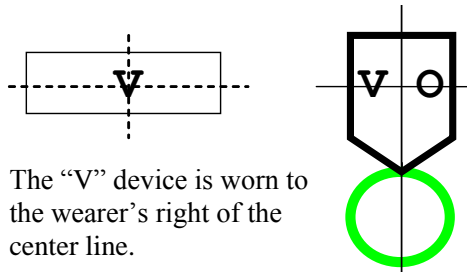 V
V O
The “V” device is worn to
the wearer’s right of the
center line.